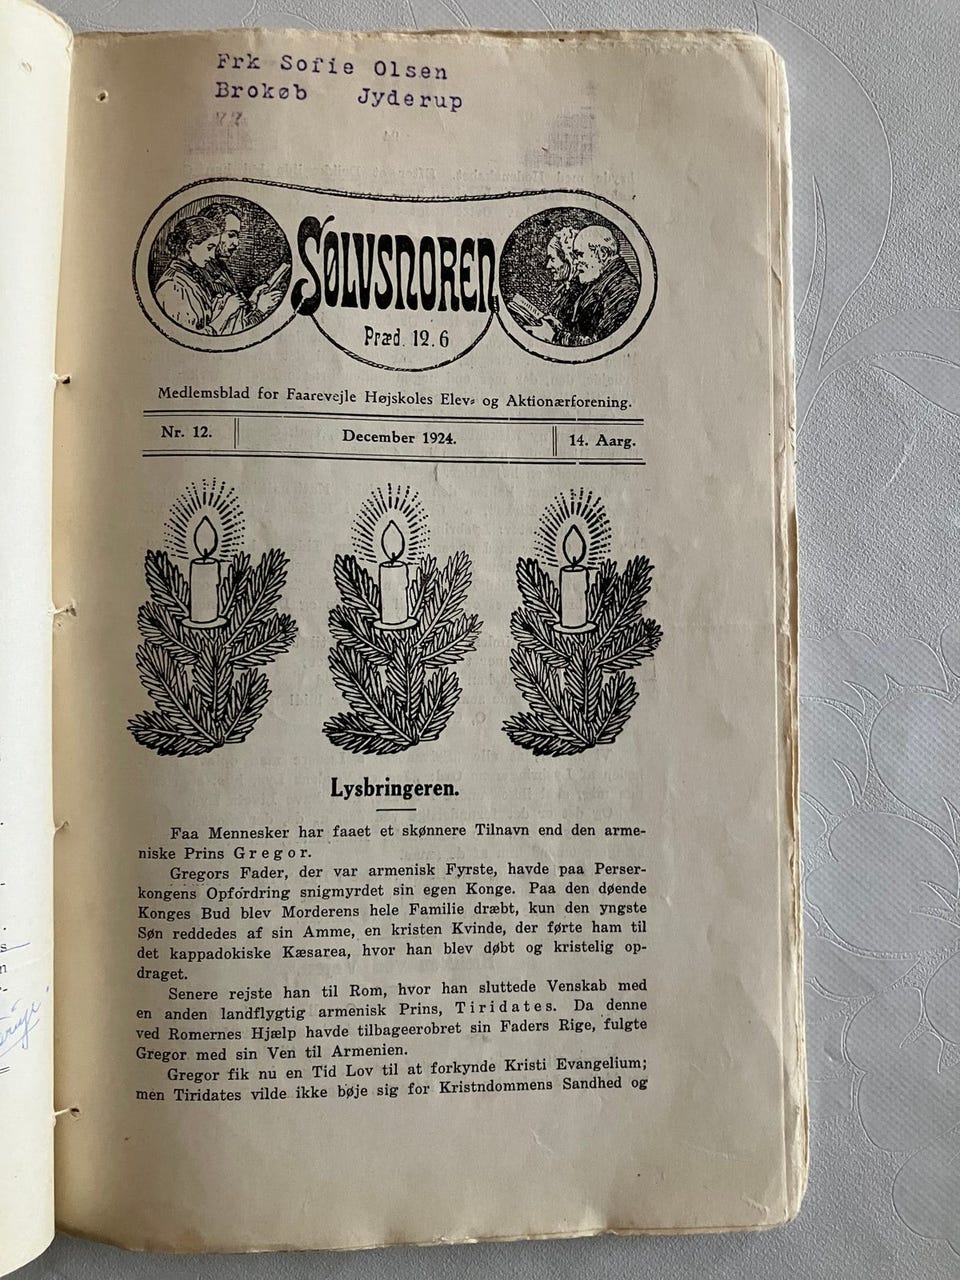 Frk Sofie Olsen
Brokøb Jyderup
SØLVSNOREN
Præd. 12.6
Medlemsblad for Faarevejle Højskoles Elev- og Aktionærforening.
Nr. 12. December 1924. 14. Aarg.
Lysbringeren.
Faa Mennesker har faaet et skønnere Tilnavn end den arme-
niske Prins Gregor.
Gregors Fader, der var armenisk Fyrste, havde paa Perser-
kongens Opfordring snigmyrdet sin egen Konge. Paa den døende
Konges Bud blev Morderens hele Familie dræbt, kun den yngste
Søn reddedes af sin Amme, en kristen Kvinde, der førte ham til
det kappadokiske Kæsarea, hvor han blev døbt og kristelig op-
draget.
Senere rejste han til Rom, hvor han sluttede Venskab med
en anden landflygtig armenisk Prins, Tiridates. Da denne
ved Romernes Hjælp havde tilbageerobret sin Faders Rige, fulgte
Gregor med sin Ven til Armenien.
Gregor fik nu en Tid Lov til at forkynde Kristi Evangelium;
men Tiridates vilde ikke bøje sig for Kristndommens Sandhed og